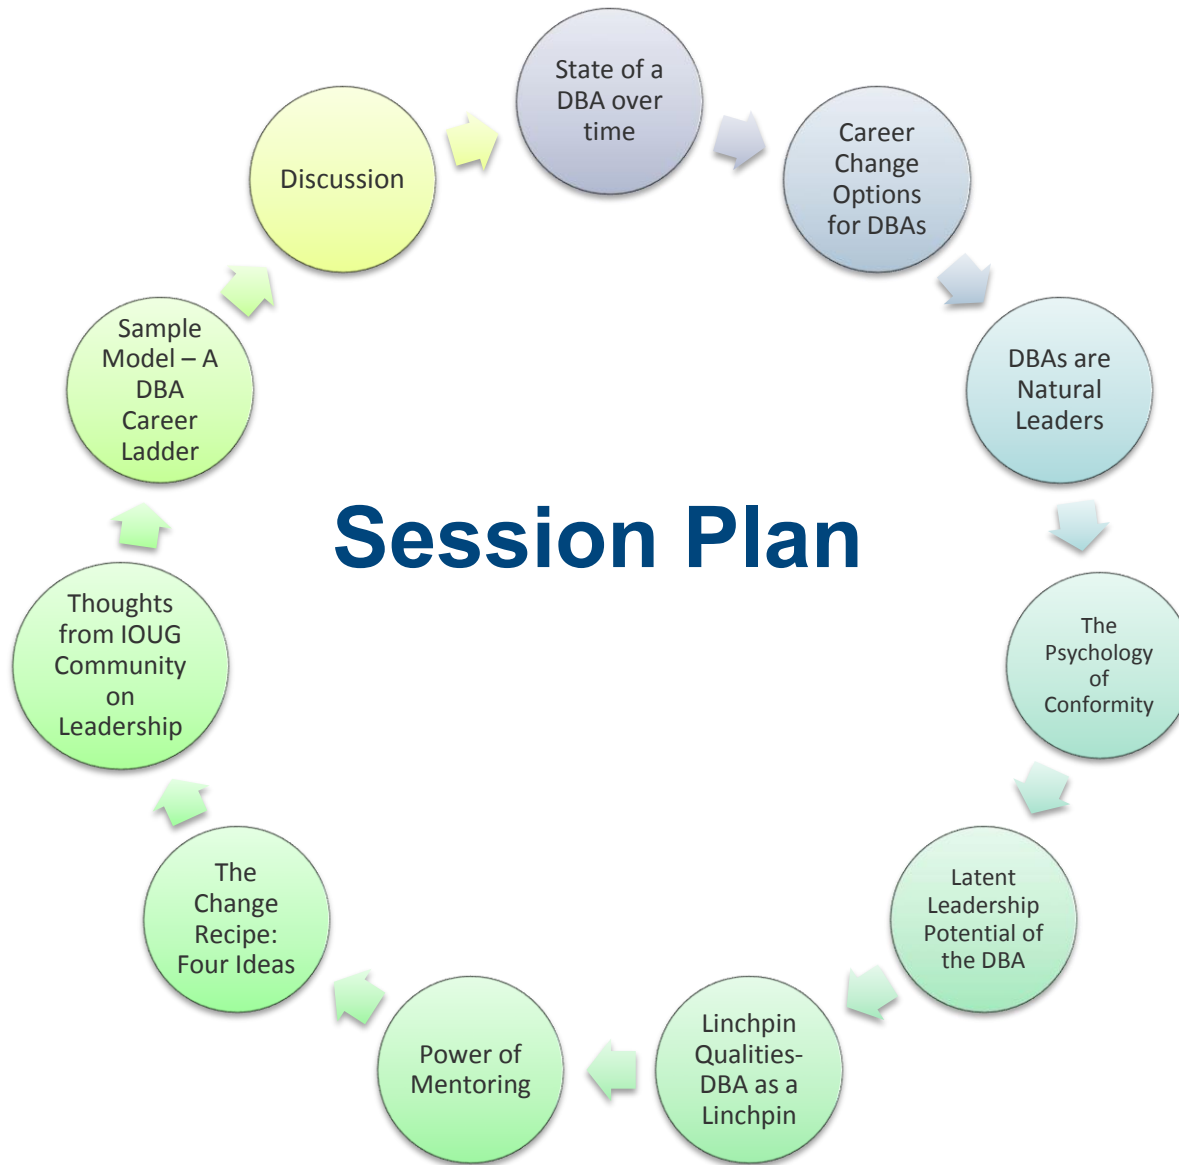 State of a
DBA over
time
Career
Change
Options
for DBAs
DBAs are
Natural
Leaders
The
Psychology
of
Conformity
Latent
Leadership
Potential of
the DBA
Linchpin
Qualities-
DBA as a
Linchpin
Power of
Mentoring
The
Change
Recipe:
Four Ideas
Thoughts
from IOUG
Community
on
Leadership
Sample
Model – A
DBA
Career
Ladder
Discussion
Session Plan